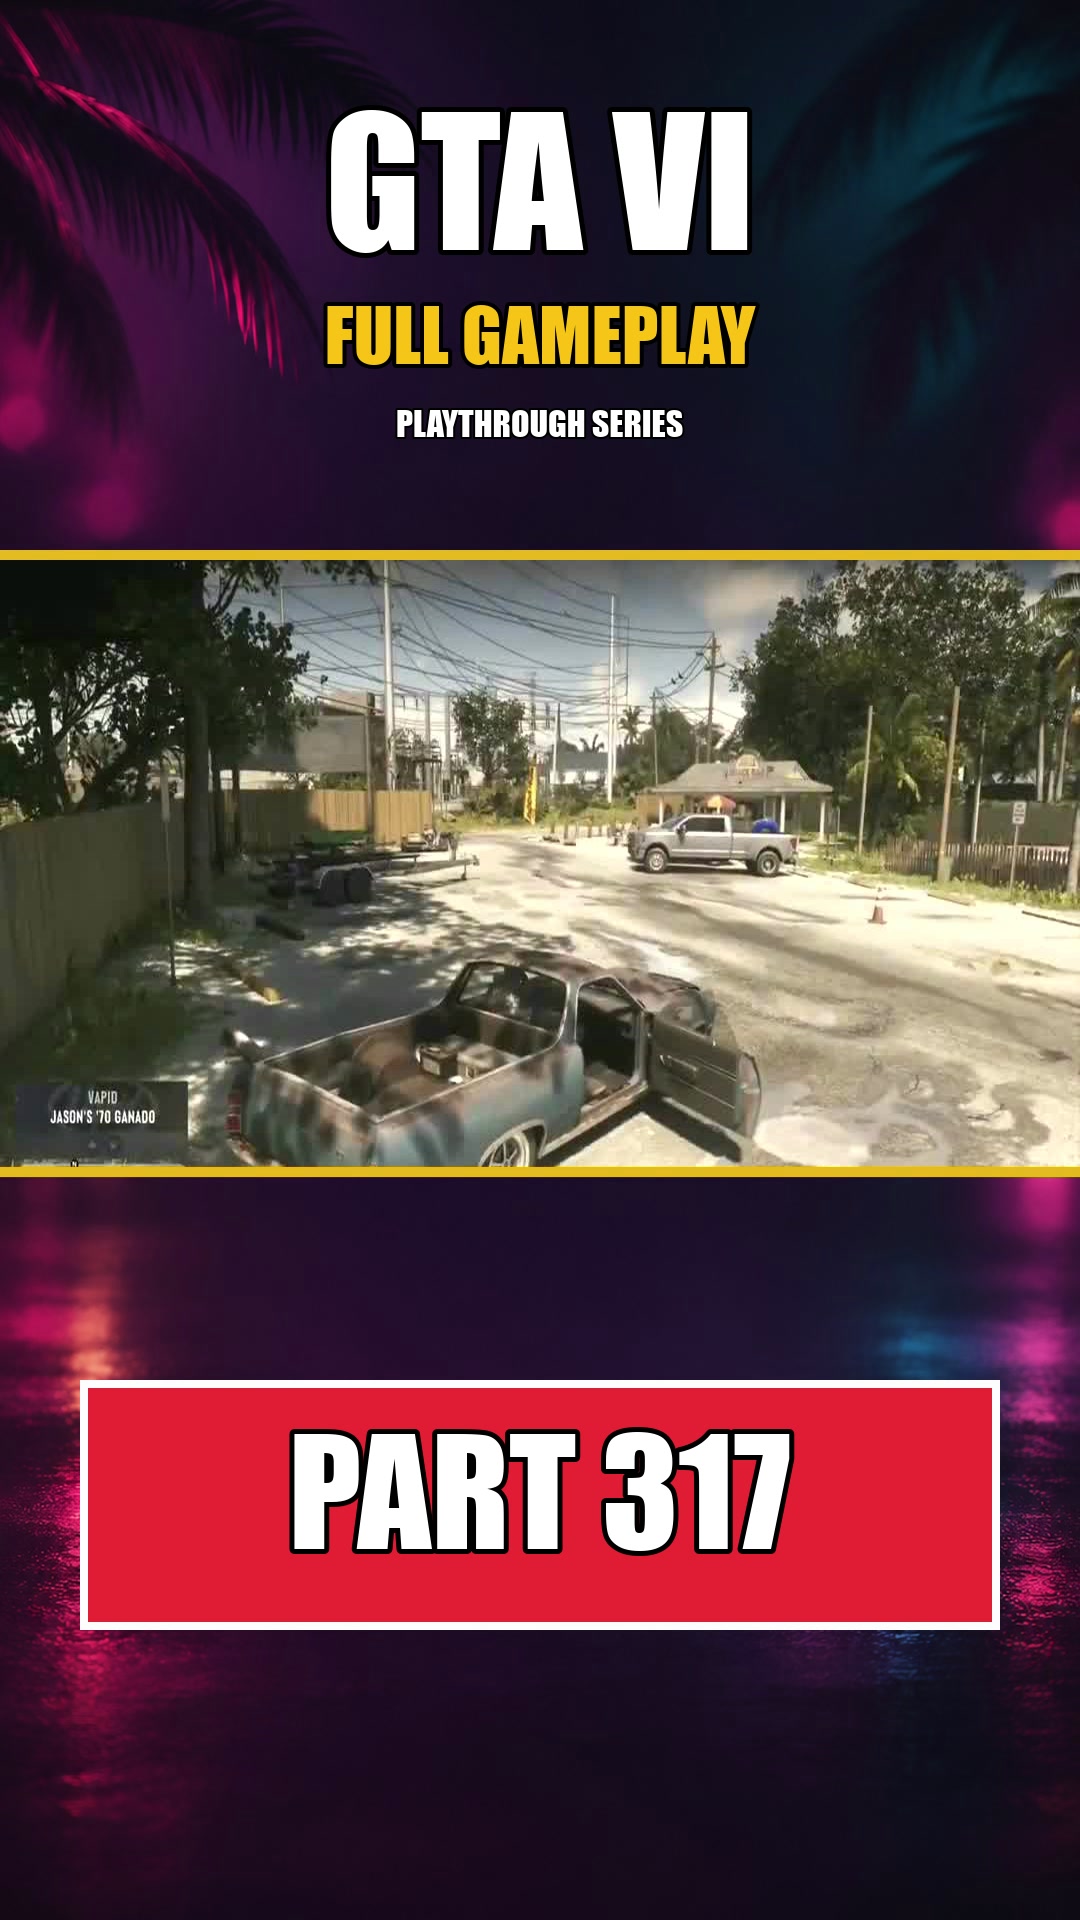 GTA VI
FULL GAMEPLAY
PLAYTHROUGH SERIES
VAPID
JASON'S '70 GANADO
PART 317